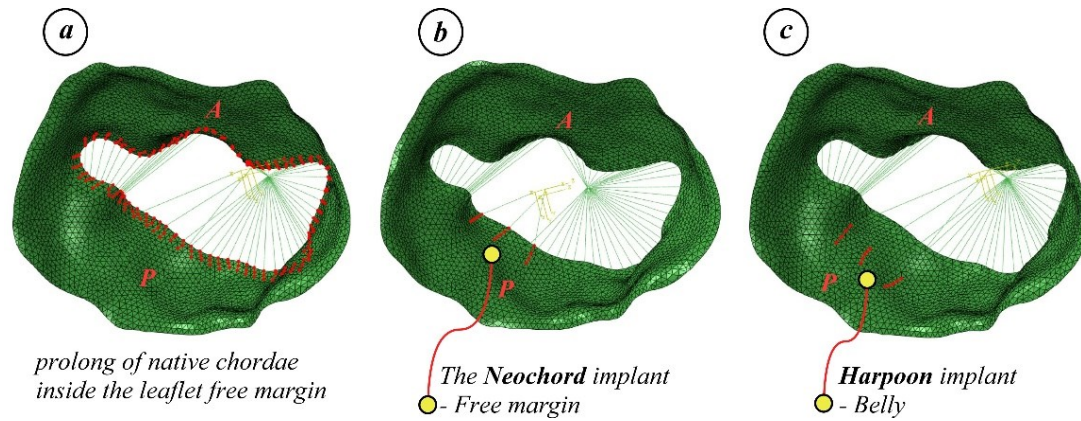 a
b
c
A
P
A
P
A
P
prolong of native chordae
inside the leaflet free margin
The Neochord implant
- Free margin
Harpoon implant
- Belly